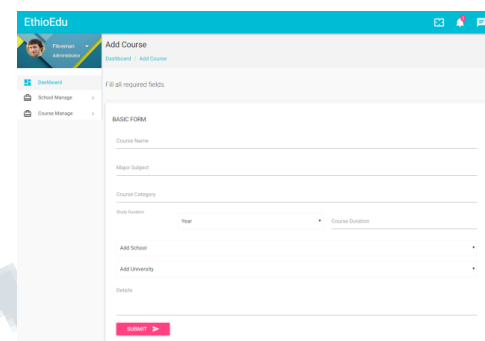 EthioEdu
Fikreman
Administrator
Add Course
Dashboard / Add Course
Dashboard
School Manage
Course Manage
Fill all required fields.
BASIC FORM
Course Name
Major Subject
Course Category
Study Duration
Year
Course Duration
Add School
Add University
Details
SUBMIT